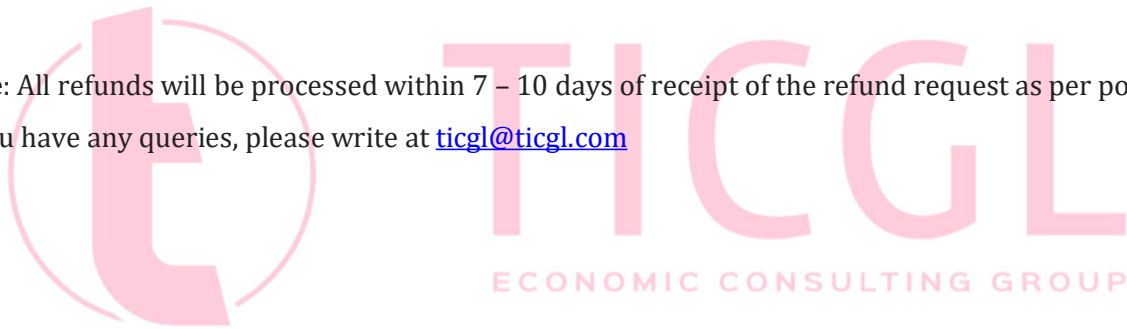 e: All refunds will be processed within 7 – 10 days of receipt of the refund request as per po
u have any queries, please write at ticgl@ticgl.com
TICGL
ECONOMIC CONSULTING GROUP